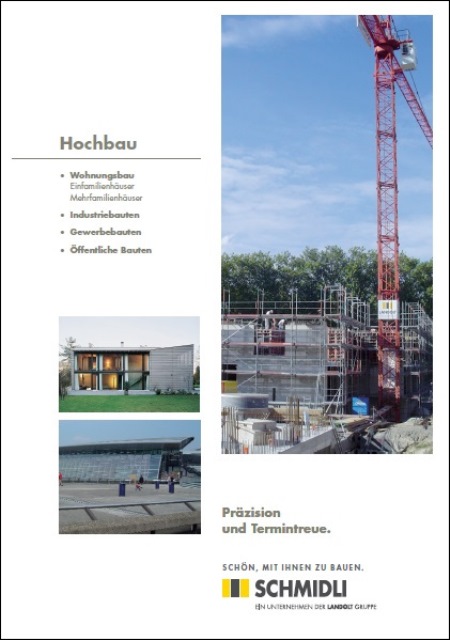 Hochbau
• Wohnungsbau
Einfamilienhäuser
Mehrfamilienhäuser
• Industriebauten
• Gewerbebauten
• Öffentliche Bauten
LANDOLT
Präzision
und Termintreue.
SCHÖN, MIT IHNEN ZU BAUEN.
SCHMIDLI
EIN UNTERNEHMEN DER LANDOLT GRUPPE